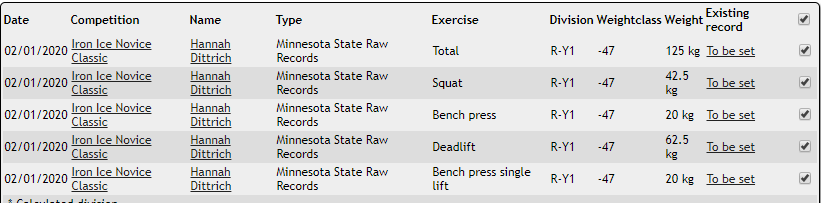 Date Competition Name Type Exercise Division Weightclass Weight Existing record
02/01/2020 Iron Ice Novice Classic Hannah Dittrich Minnesota State Raw Records Total R-Y1 -47 125 kg To be set
02/01/2020 Iron Ice Novice Classic Hannah Dittrich Minnesota State Raw Records Squat R-Y1 -47 42.5 kg To be set
02/01/2020 Iron Ice Novice Classic Hannah Dittrich Minnesota State Raw Records Bench press R-Y1 -47 20 kg To be set
02/01/2020 Iron Ice Novice Classic Hannah Dittrich Minnesota State Raw Records Deadlift R-Y1 -47 62.5 kg To be set
02/01/2020 Iron Ice Novice Classic Hannah Dittrich Minnesota State Raw Records Bench press single lift R-Y1 -47 20 kg To be set
* Calculated division